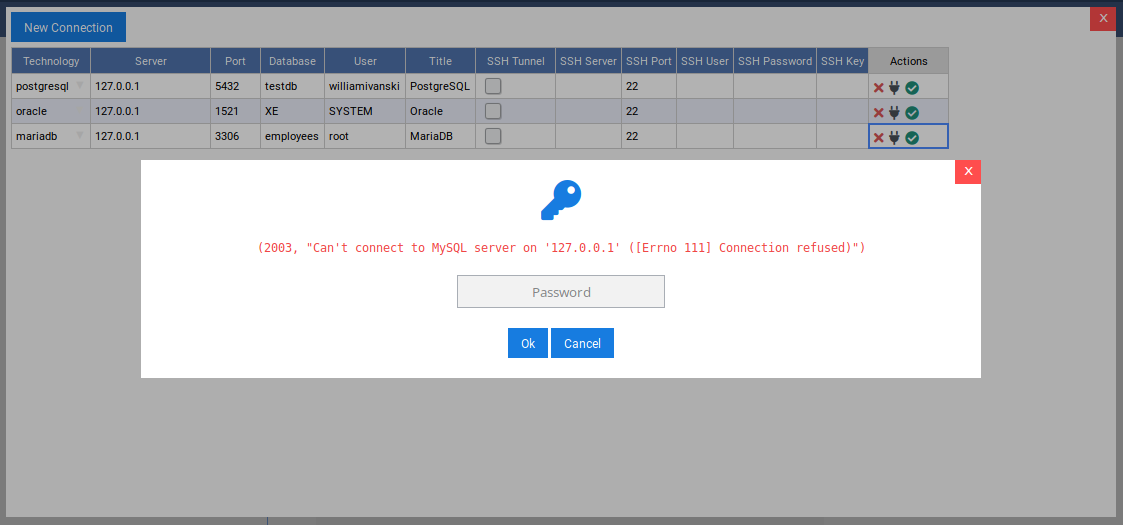 New Connection
X
Technology Server Port Database User Title SSH Tunnel SSH Server SSH Port SSH User SSH Password SSH Key Actions
postgresql 127.0.0.1 5432 testdb williamivanski PostgreSQL 22
oracle 127.0.0.1 1521 XE SYSTEM Oracle 22
mariadb 127.0.0.1 3306 employees root MariaDB 22
X
(2003, "Can't connect to MySQL server on '127.0.0.1' ([Errno 111] Connection refused)")
Password
Ok Cancel